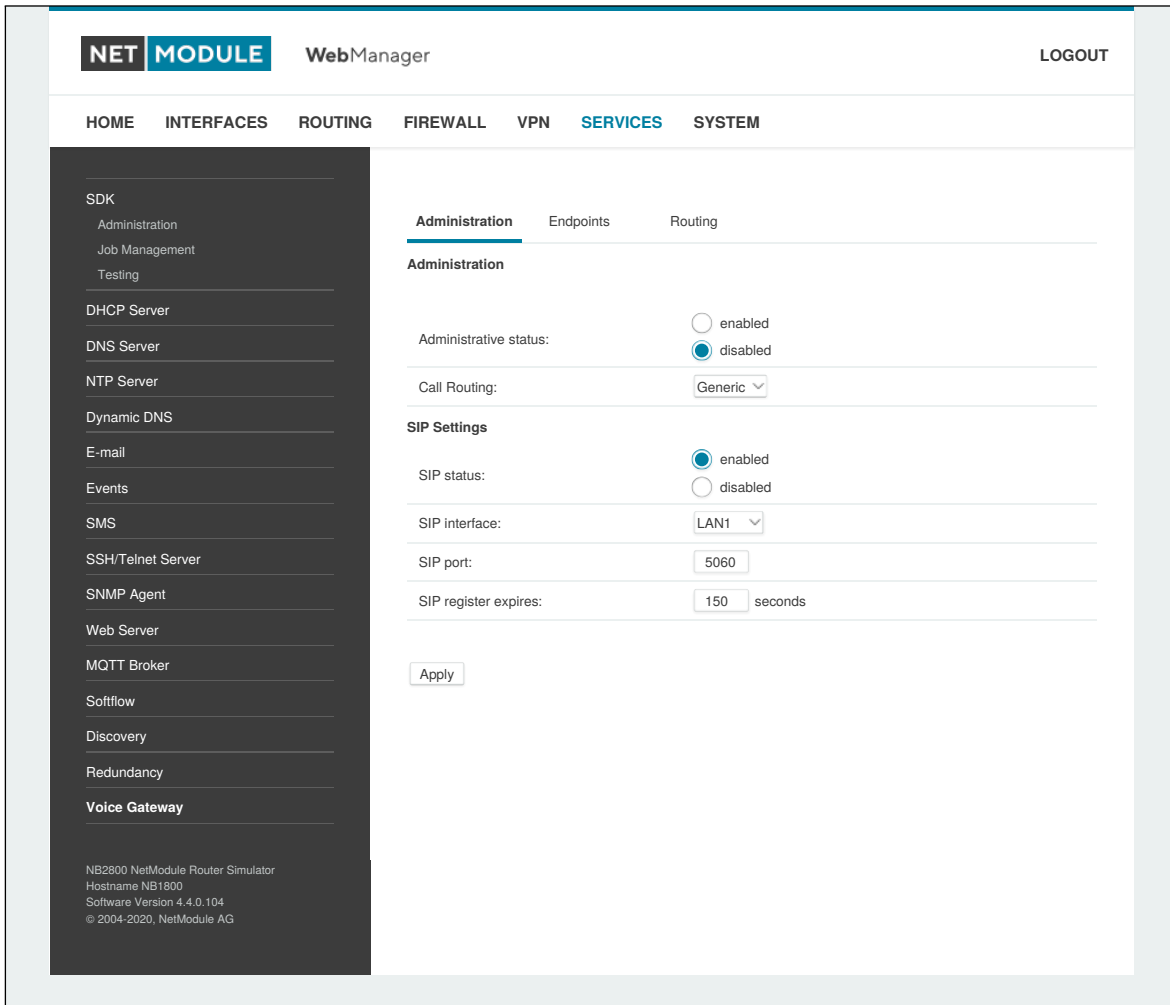 NET MODULE WebManager LOGOUT
HOME INTERFACES ROUTING FIREWALL VPN SERVICES SYSTEM
SDK
Administration
Job Management
Testing
DHCP Server
DNS Server
NTP Server
Dynamic DNS
E-mail
Events
SMS
SSH/Telnet Server
SNMP Agent
Web Server
MQTT Broker
Softflow
Discovery
Redundancy
Voice Gateway
NB2800 NetModule Router Simulator
Hostname NB1800
Software Version 4.4.0.104
© 2004-2020, NetModule AG
Administration Endpoints Routing
Administration
Administrative status:
enabled
disabled
Call Routing: Generic
SIP Settings
SIP status:
enabled
disabled
SIP interface: LAN1
SIP port: 5060
SIP register expires: 150 seconds
Apply